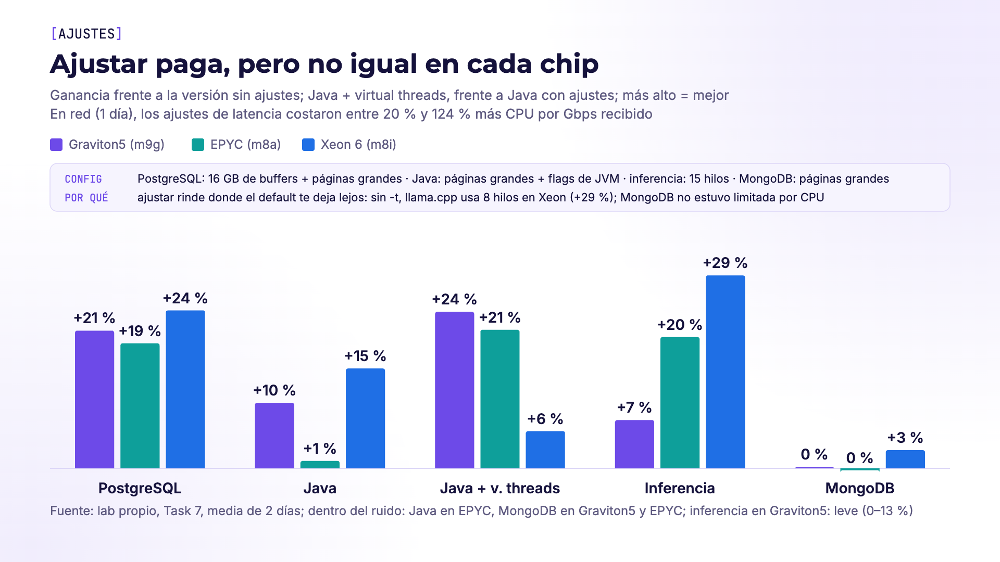 [AJUSTES]
Ajustar paga, pero no igual en cada chip
Ganancia frente a la versión sin ajustes; Java + virtual threads, frente a Java con ajustes; más alto = mejor
En red (1 día), los ajustes de latencia costaron entre 20 % y 124 % más CPU por Gbps recibido
Graviton5 (m9g) EPYC (m8a) Xeon 6 (m8i)
CONFIG PostgreSQL: 16 GB de buffers + páginas grandes · Java: páginas grandes + flags de JVM · inferencia: 15 hilos · MongoDB: páginas grandes
POR QUÉ ajustar rinde donde el default te deja lejos: sin -t, llama.cpp usa 8 hilos en Xeon (+29 %); MongoDB no estuvo limitada por CPU
+21 % +19 % +24 %
+10 % +1 % +15 %
+24 % +21 % +6 %
+7 % +20 % +29 %
0 % 0 % +3 %
PostgreSQL Java Java + v. threads Inferencia MongoDB
Fuente: lab propio, Task 7, media de 2 días; dentro del ruido: Java en EPYC, MongoDB en Graviton5 y EPYC; inferencia en Graviton5: leve (0–13 %)